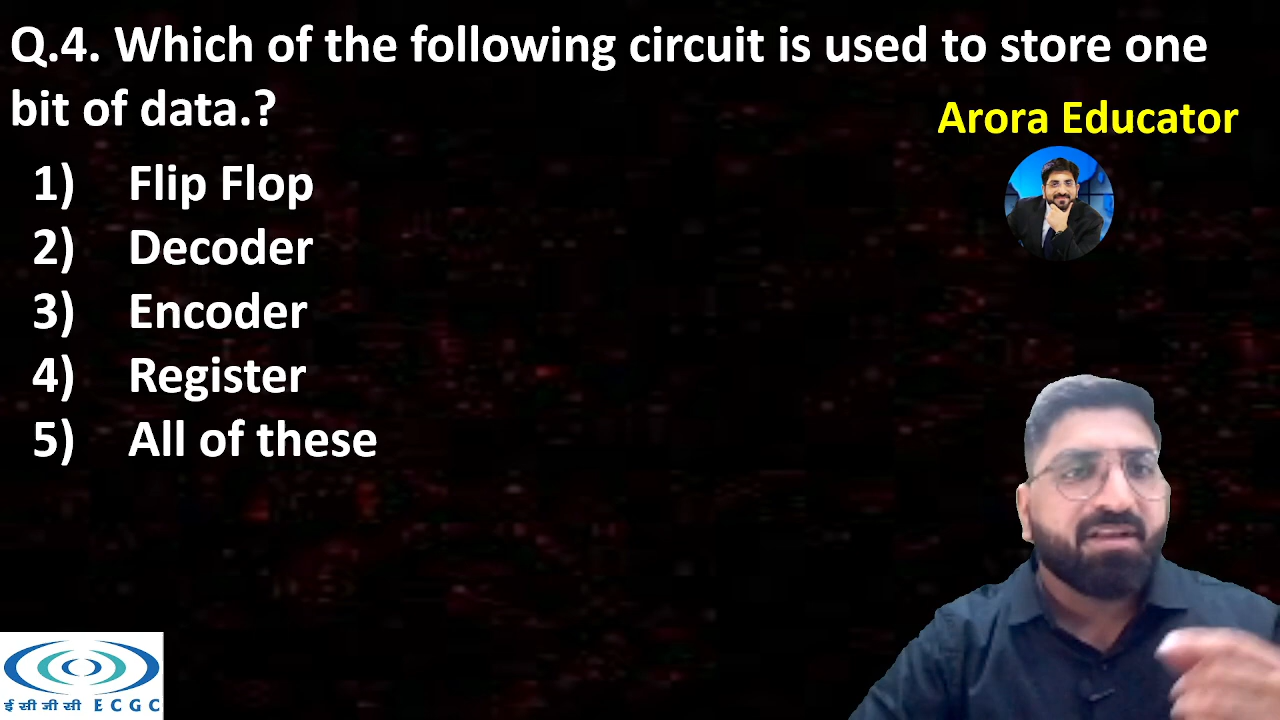 Q.4. Which of the following circuit is used to store one
bit of data.?
Arora Educator
1) Flip Flop
2) Decoder
3) Encoder
4) Register
5) All of these
ई सी जी सी E C G C